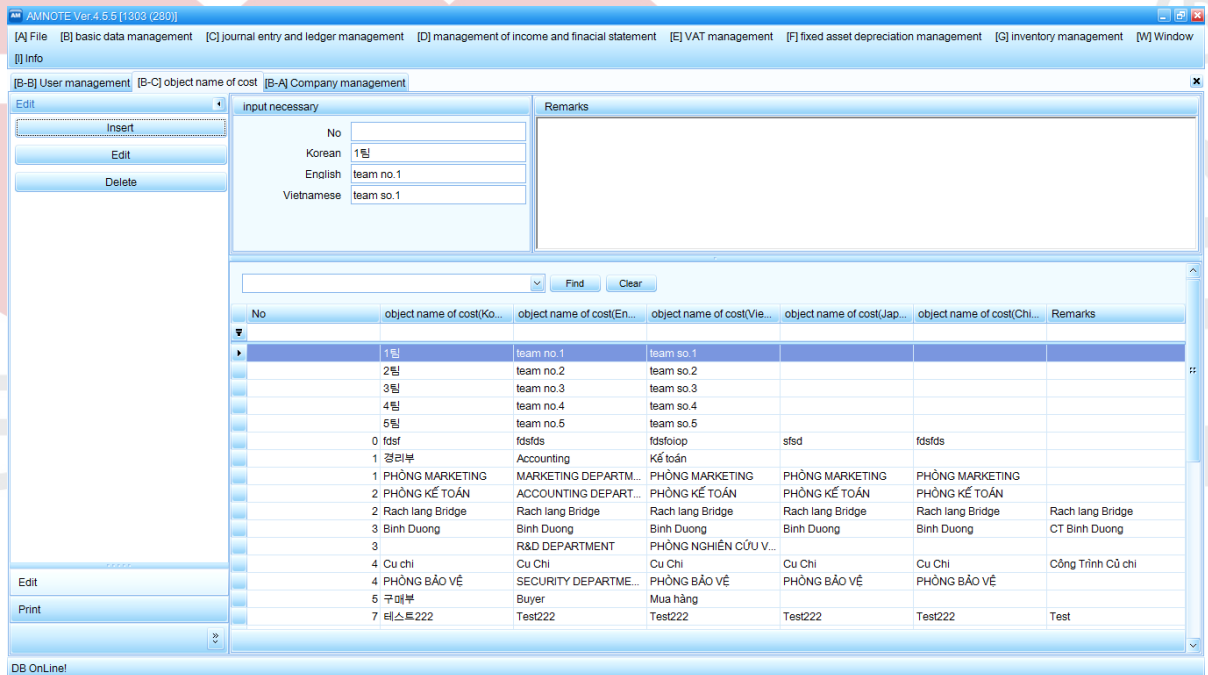 AMNOTE Ver.4.5.5 [1303 (280)]
[A] File [B] basic data management [C] journal entry and ledger management [D] management of income and finacial statement [E] VAT management [F] fixed asset depreciation management [G] inventory management [W] Window
[I] Info
[B-B] User management [B-C] object name of cost [B-A] Company management
Edit
Insert
Edit
Delete
input necessary
No
Korean 1팀
English team no.1
Vietnamese team so.1
Remarks
Find Clear
No object name of cost(Ko... object name of cost(En... object name of cost(Vie... object name of cost(Jap... object name of cost(Chi... Remarks
1팀 team no.1 team so.1
2팀 team no.2 team so.2
3팀 team no.3 team so.3
4팀 team no.4 team so.4
5팀 team no.5 team so.5
0 fdsf fdsfds fdsfoiop sfsd fdsfds
1 경리부 Accounting Kế toán
1 PHÒNG MARKETING MARKETING DEPARTM... PHÒNG MARKETING PHÒNG MARKETING PHÒNG MARKETING
2 PHÒNG KẾ TOÁN ACCOUNTING DEPART... PHÒNG KẾ TOÁN PHÒNG KẾ TOÁN PHÒNG KẾ TOÁN
2 Rach lang Bridge Rach lang Bridge Rach lang Bridge Rach lang Bridge Rach lang Bridge Rach lang Bridge
3 Binh Duong Binh Duong Binh Duong Binh Duong Binh Duong CT Binh Duong
3 R&D DEPARTMENT PHÒNG NGHIÊN CỨU V...
4 Cu chi Cu Chi Cu Chi Cu Chi Cu Chi Công Trình Củ chi
4 PHÒNG BẢO VỆ SECURITY DEPARTME... PHÒNG BẢO VỆ PHÒNG BẢO VỆ PHÒNG BẢO VỆ
5 구매부 Buyer Mua hàng
7 테스트222 Test222 Test222 Test222 Test222 Test
Edit
Print
DB OnLine!